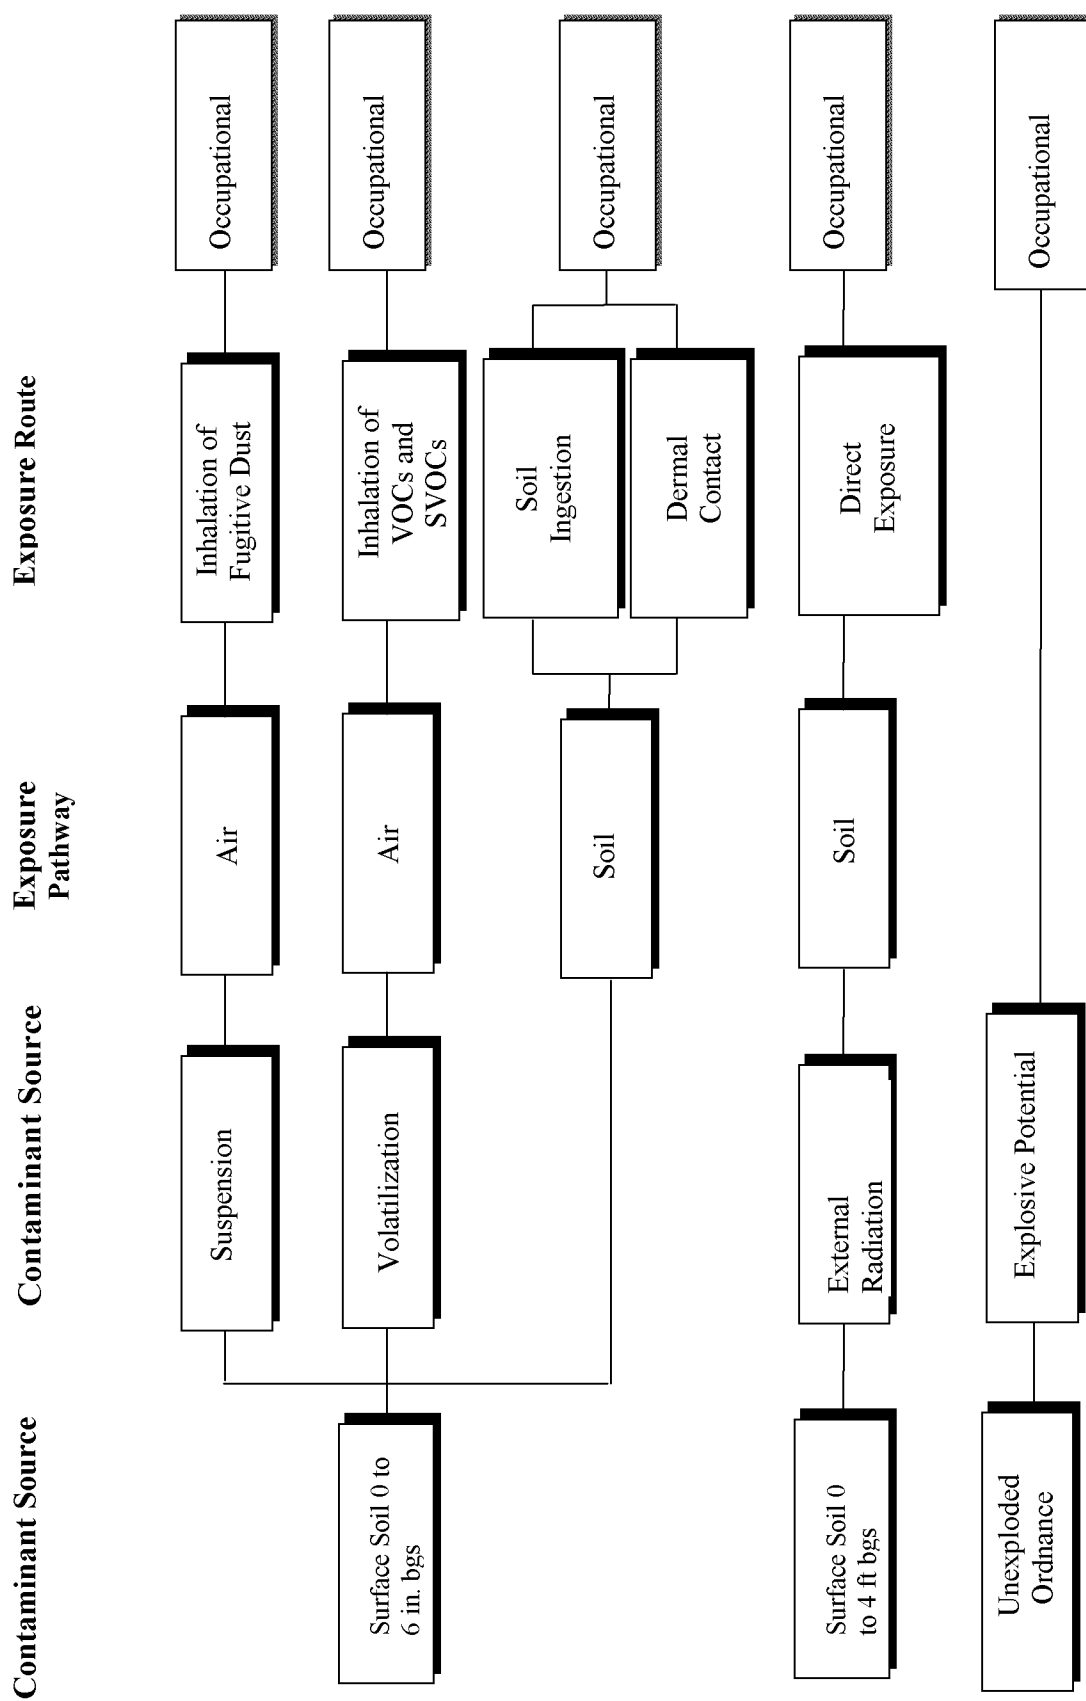 Contaminant Source
Contaminant Source
Exposure
Pathway
Exposure Route
Surface Soil 0 to
6 in. bgs
Suspension
Air
Inhalation of
Fugitive Dust
Occupational
Volatilization
Air
Inhalation of
VOCs and
SVOCs
Occupational
Soil
Soil
Ingestion
Dermal
Contact
Occupational
Surface Soil 0
to 4 ft bgs
External
Radiation
Soil
Direct
Exposure
Occupational
Unexploded
Ordnance
Explosive Potential
Occupational